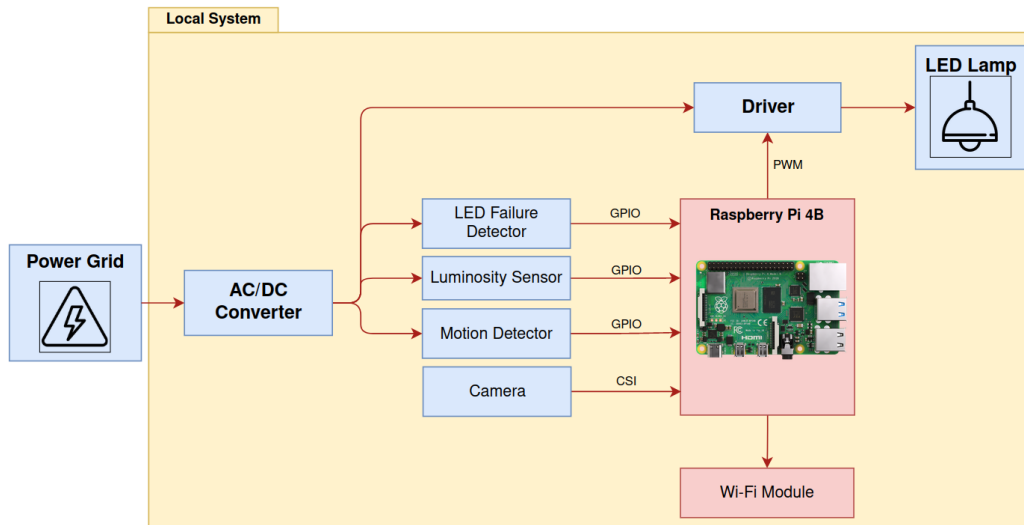 Local System
LED Lamp
Driver
PWM
LED Failure
Detector
GPIO
Raspberry Pi 4B
Power Grid
AC/DC
Converter
Luminosity Sensor
GPIO
Motion Detector
GPIO
Camera
CSI
HDMI
Wi-Fi Module